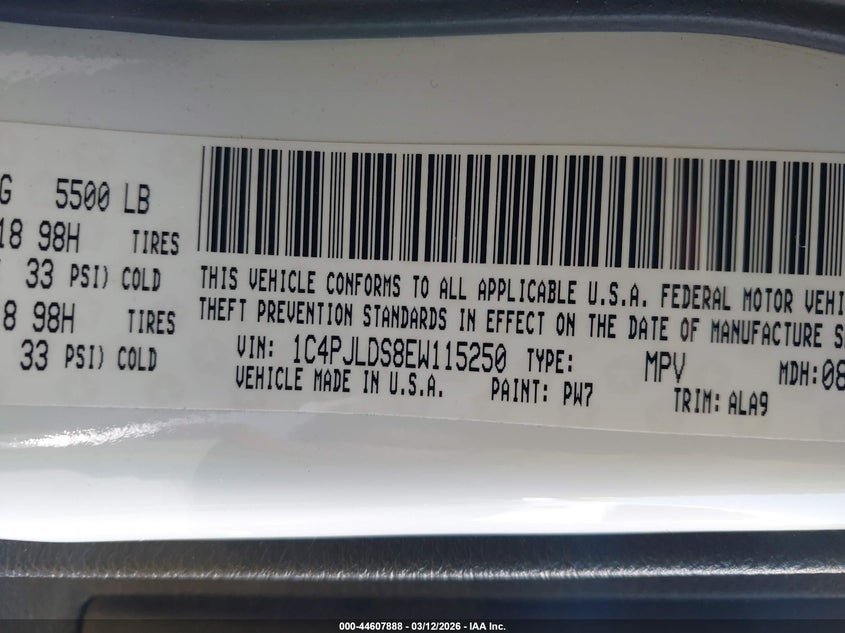 G 5500 LB
18 98H TIRES
33 PSI) COLD
8 98H TIRES
33 PSI) COLD
THIS VEHICLE CONFORMS TO ALL APPLICABLE U.S.A. FEDERAL MOTOR VEHI
THEFT PREVENTION STANDARDS IN EFFECT ON THE DATE OF MANUFACTURE S
VIN: 1C4PJLDS8EW115250 TYPE: MPV MDH:08
VEHICLE MADE IN U.S.A. PAINT: PW7 TRIM: ALA9
000-44607888 - 03/12/2026 - IAA Inc.